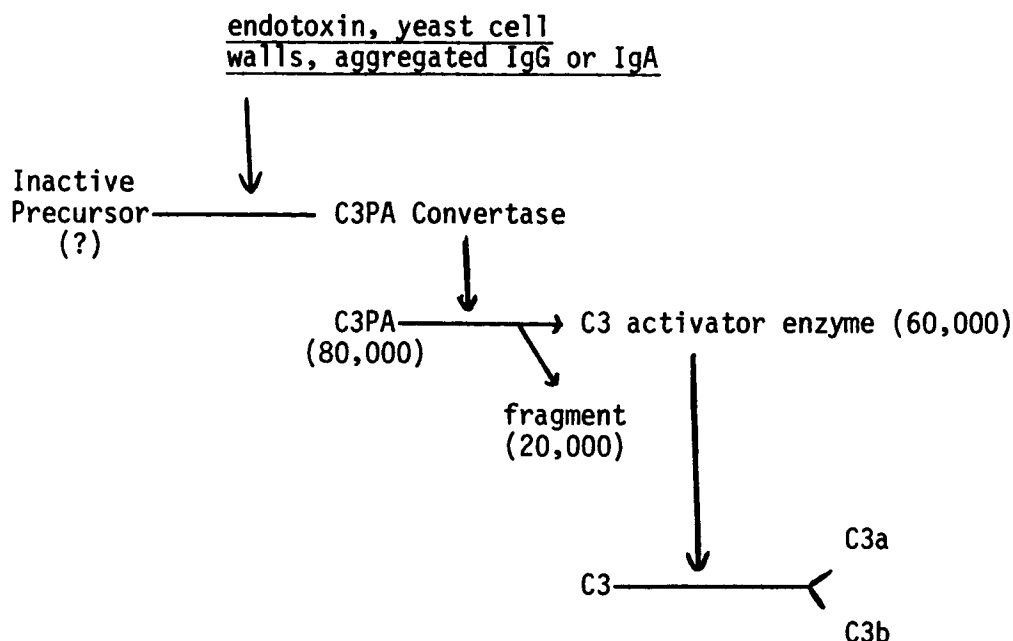 endotoxin, yeast cell
walls, aggregated IgG or IgA
Inactive
Precursor
(?)
C3PA Convertase
C3PA
(80,000)
C3 activator enzyme (60,000)
fragment
(20,000)
C3
C3a
C3b